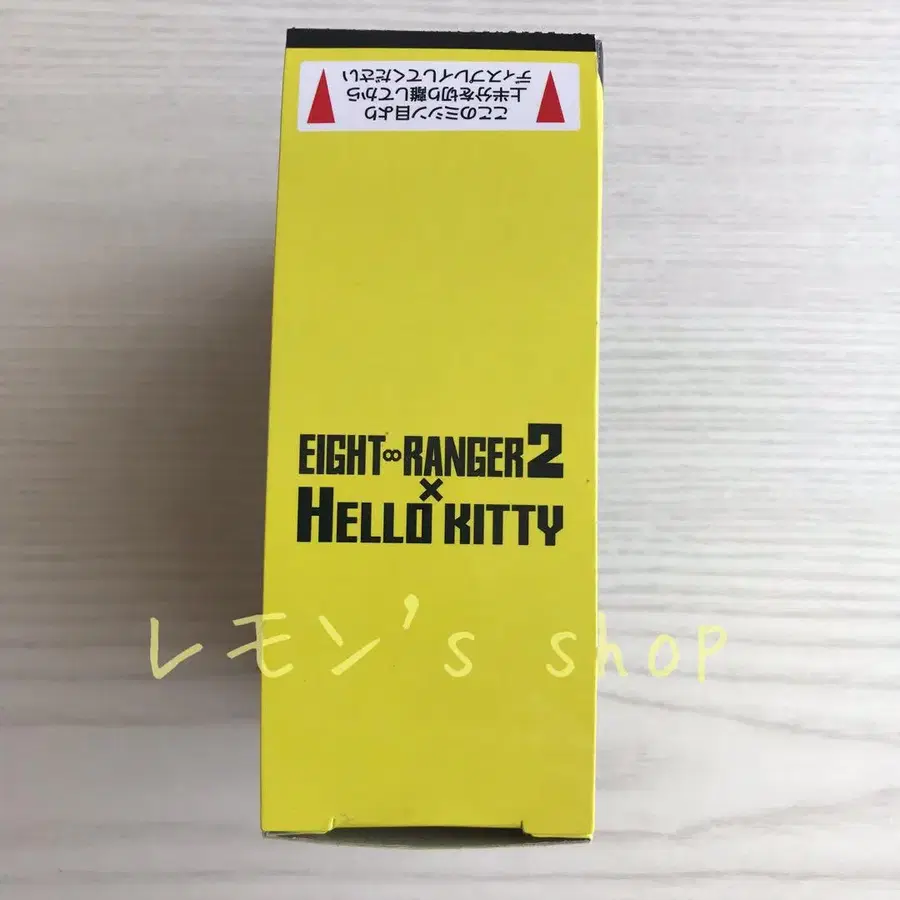 ここのミシン目より
上半分を切り離してから
ディスプレイしてください
EIGHT∞RANGER2
×
HELLO KITTY
レモン's shop